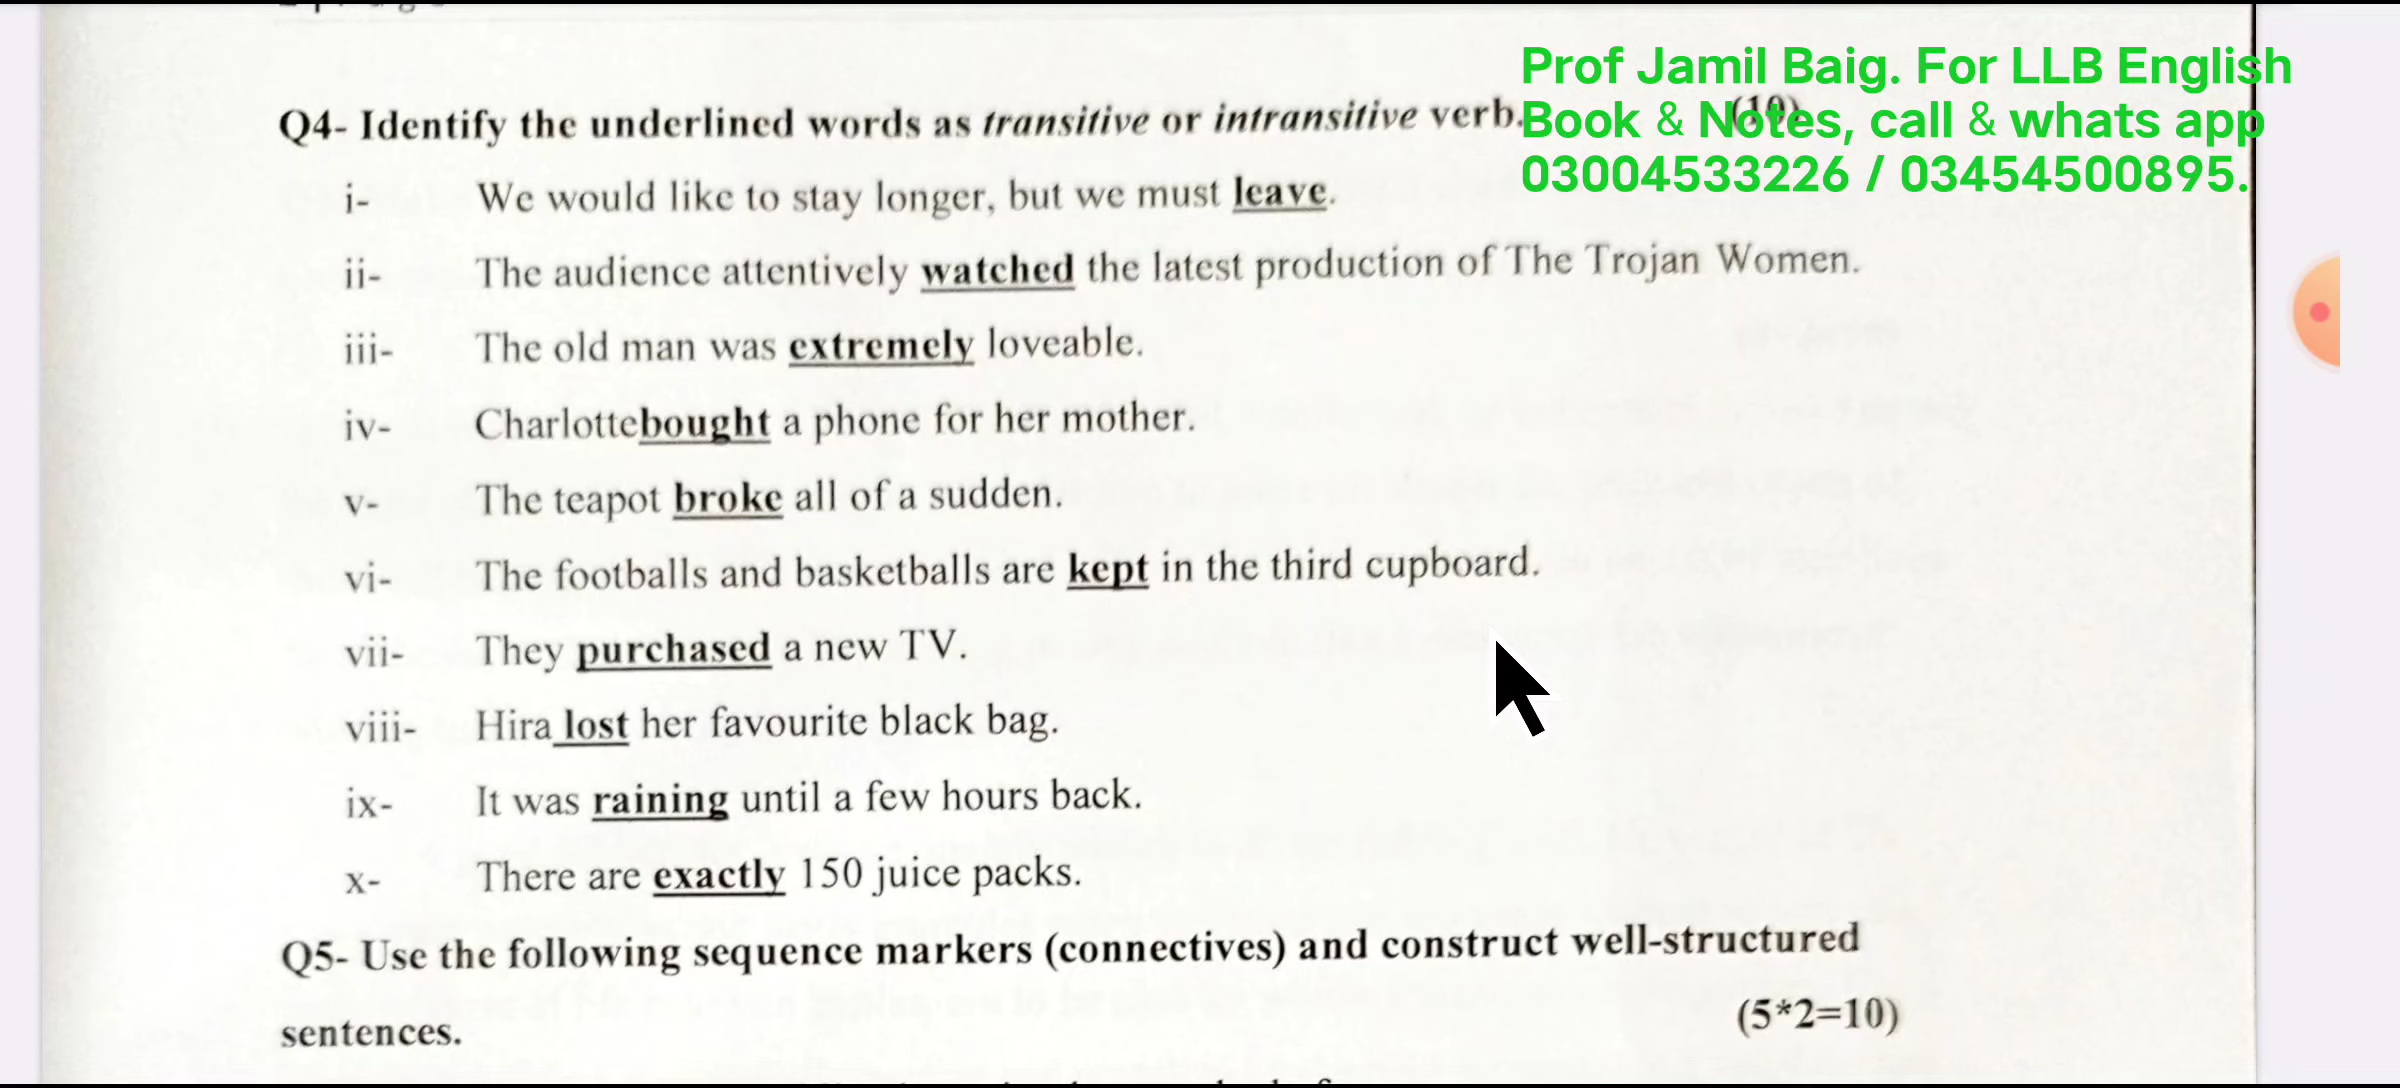 Prof Jamil Baig. For LLB English
Book & Notes, call & whats app
03004533226 / 03454500895.
Q4- Identify the underlined words as transitive or intransitive verb. (10)
i- We would like to stay longer, but we must leave.
ii- The audience attentively watched the latest production of The Trojan Women.
iii- The old man was extremely loveable.
iv- Charlottebought a phone for her mother.
v- The teapot broke all of a sudden.
vi- The footballs and basketballs are kept in the third cupboard.
vii- They purchased a new TV.
viii- Hira lost her favourite black bag.
ix- It was raining until a few hours back.
x- There are exactly 150 juice packs.
Q5- Use the following sequence markers (connectives) and construct well-structured
(5*2=10)
sentences.